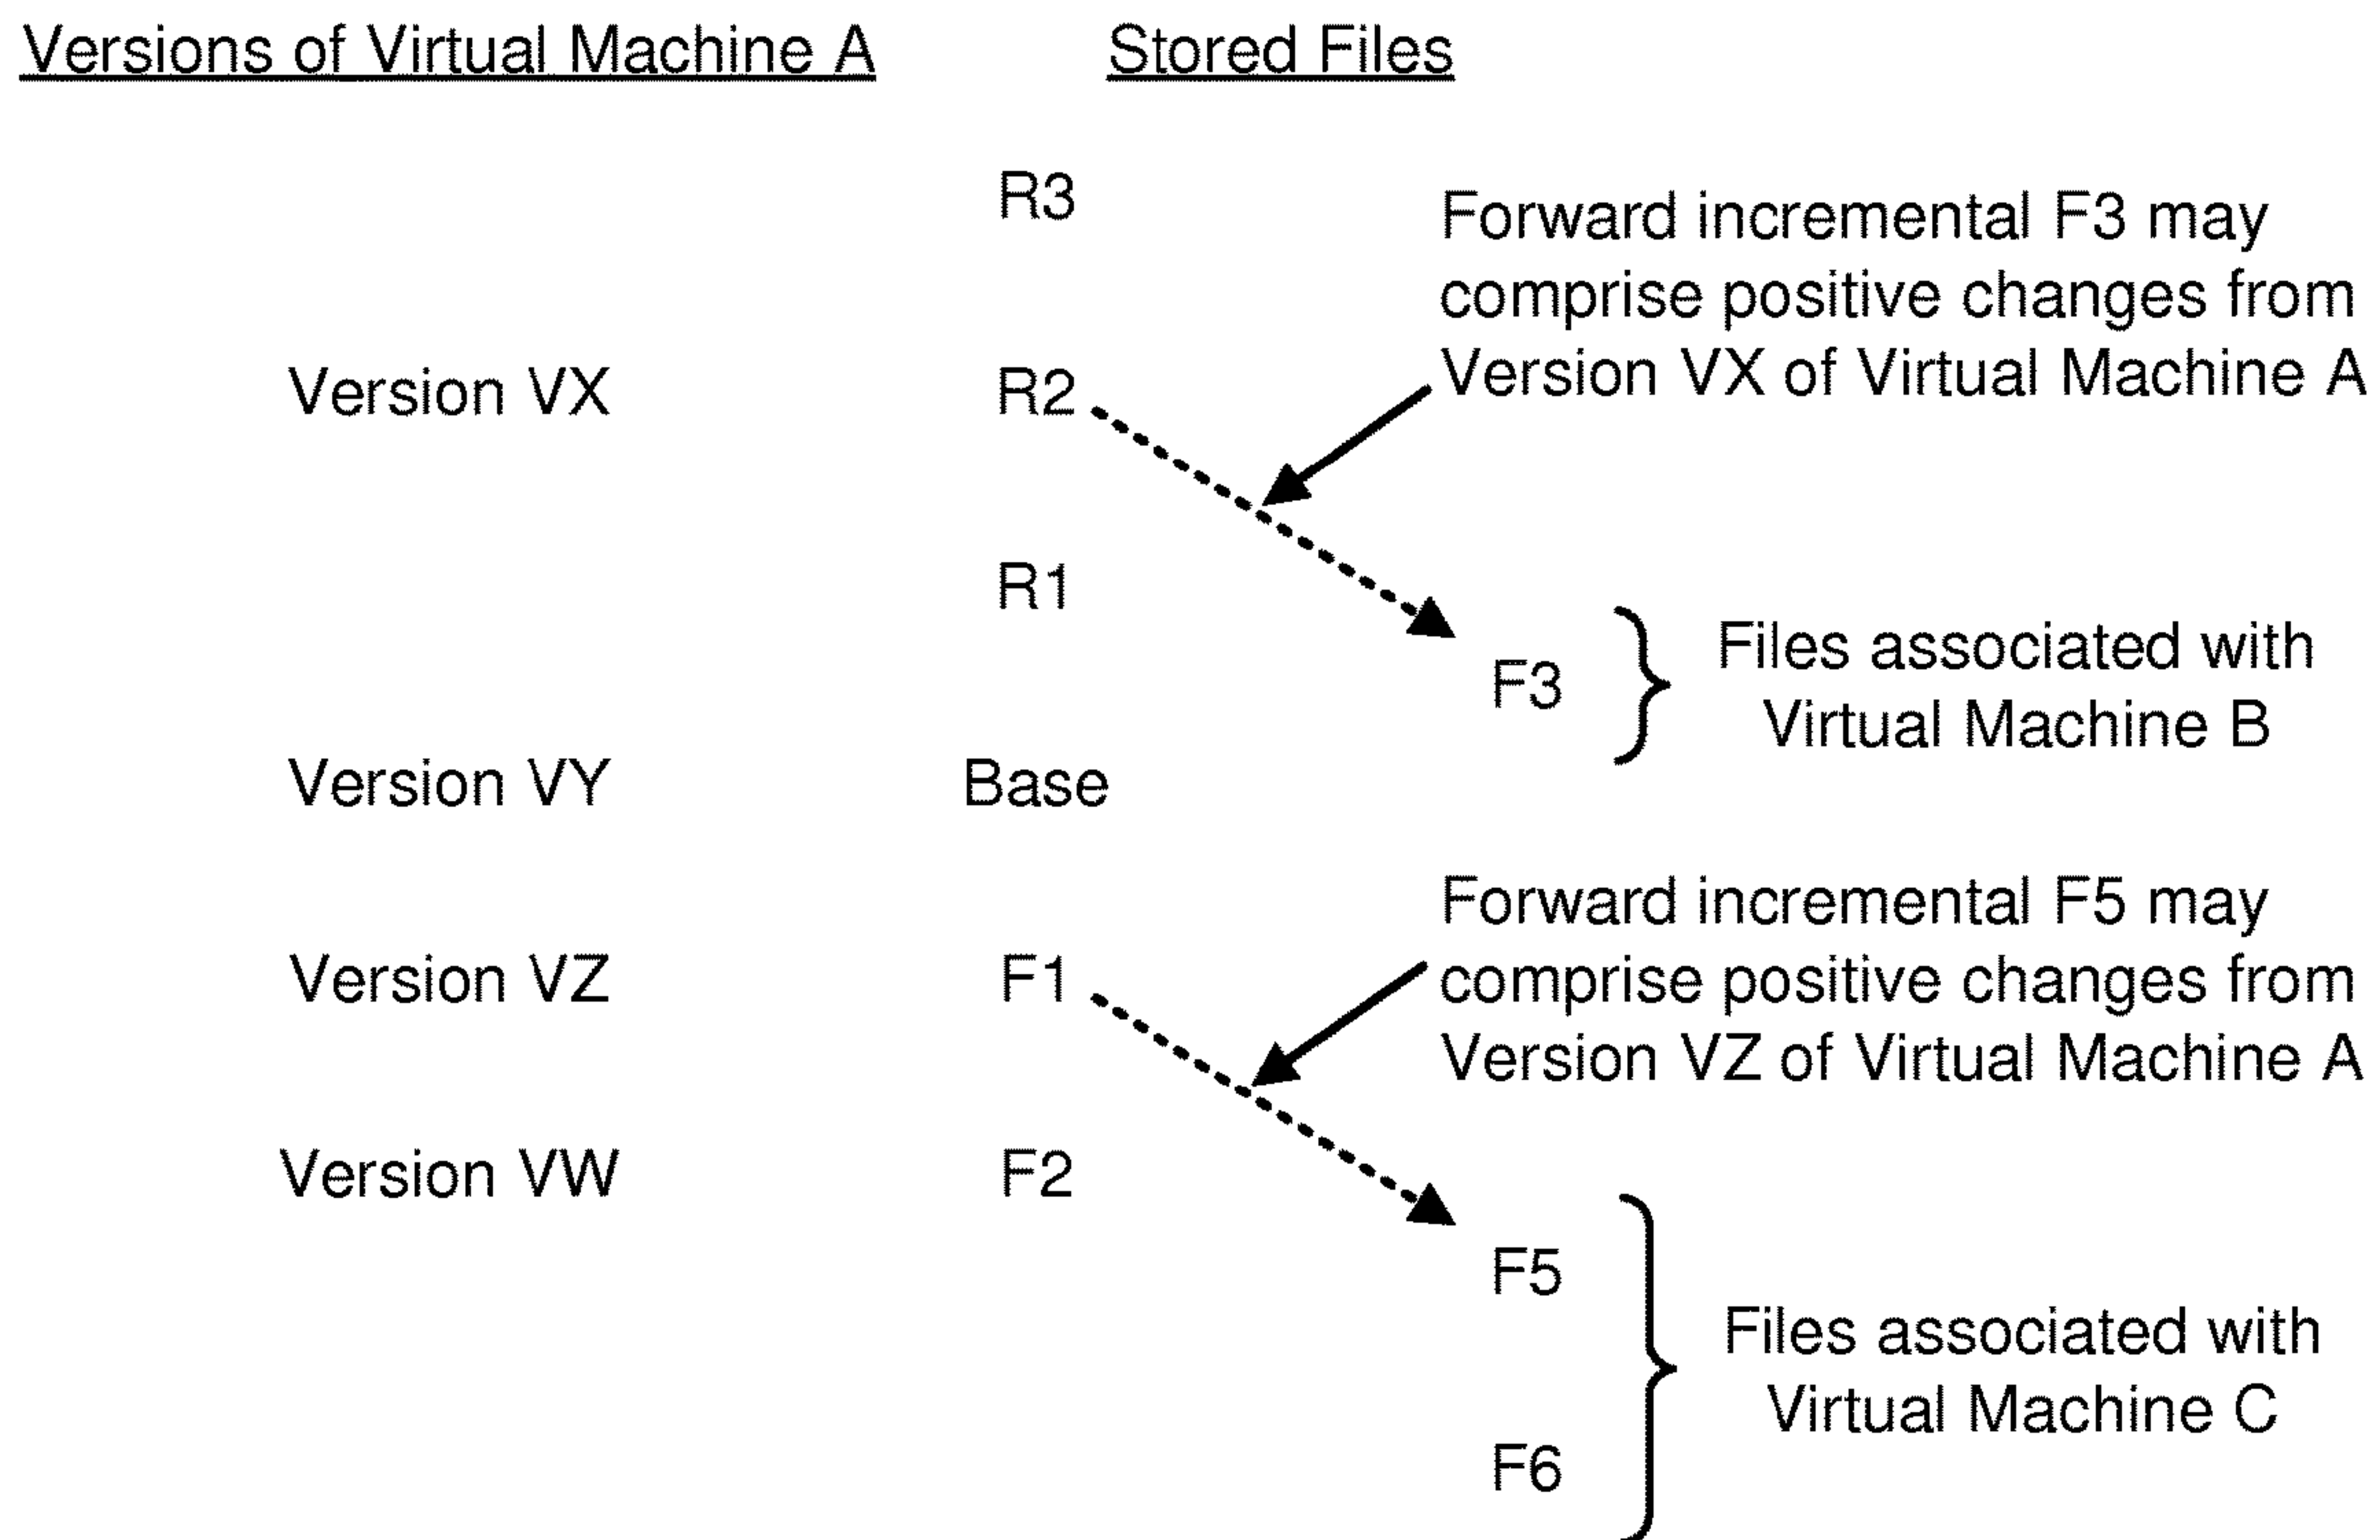 Versions of Virtual Machine A
Stored Files
R3
Forward incremental F3 may
comprise positive changes from
Version VX of Virtual Machine A
Version VX
R2
R1
F3
Files associated with
Virtual Machine B
Version VY
Base
Forward incremental F5 may
comprise positive changes from
Version VZ of Virtual Machine A
Version VZ
F1
Version VW
F2
F5
Files associated with
Virtual Machine C
F6